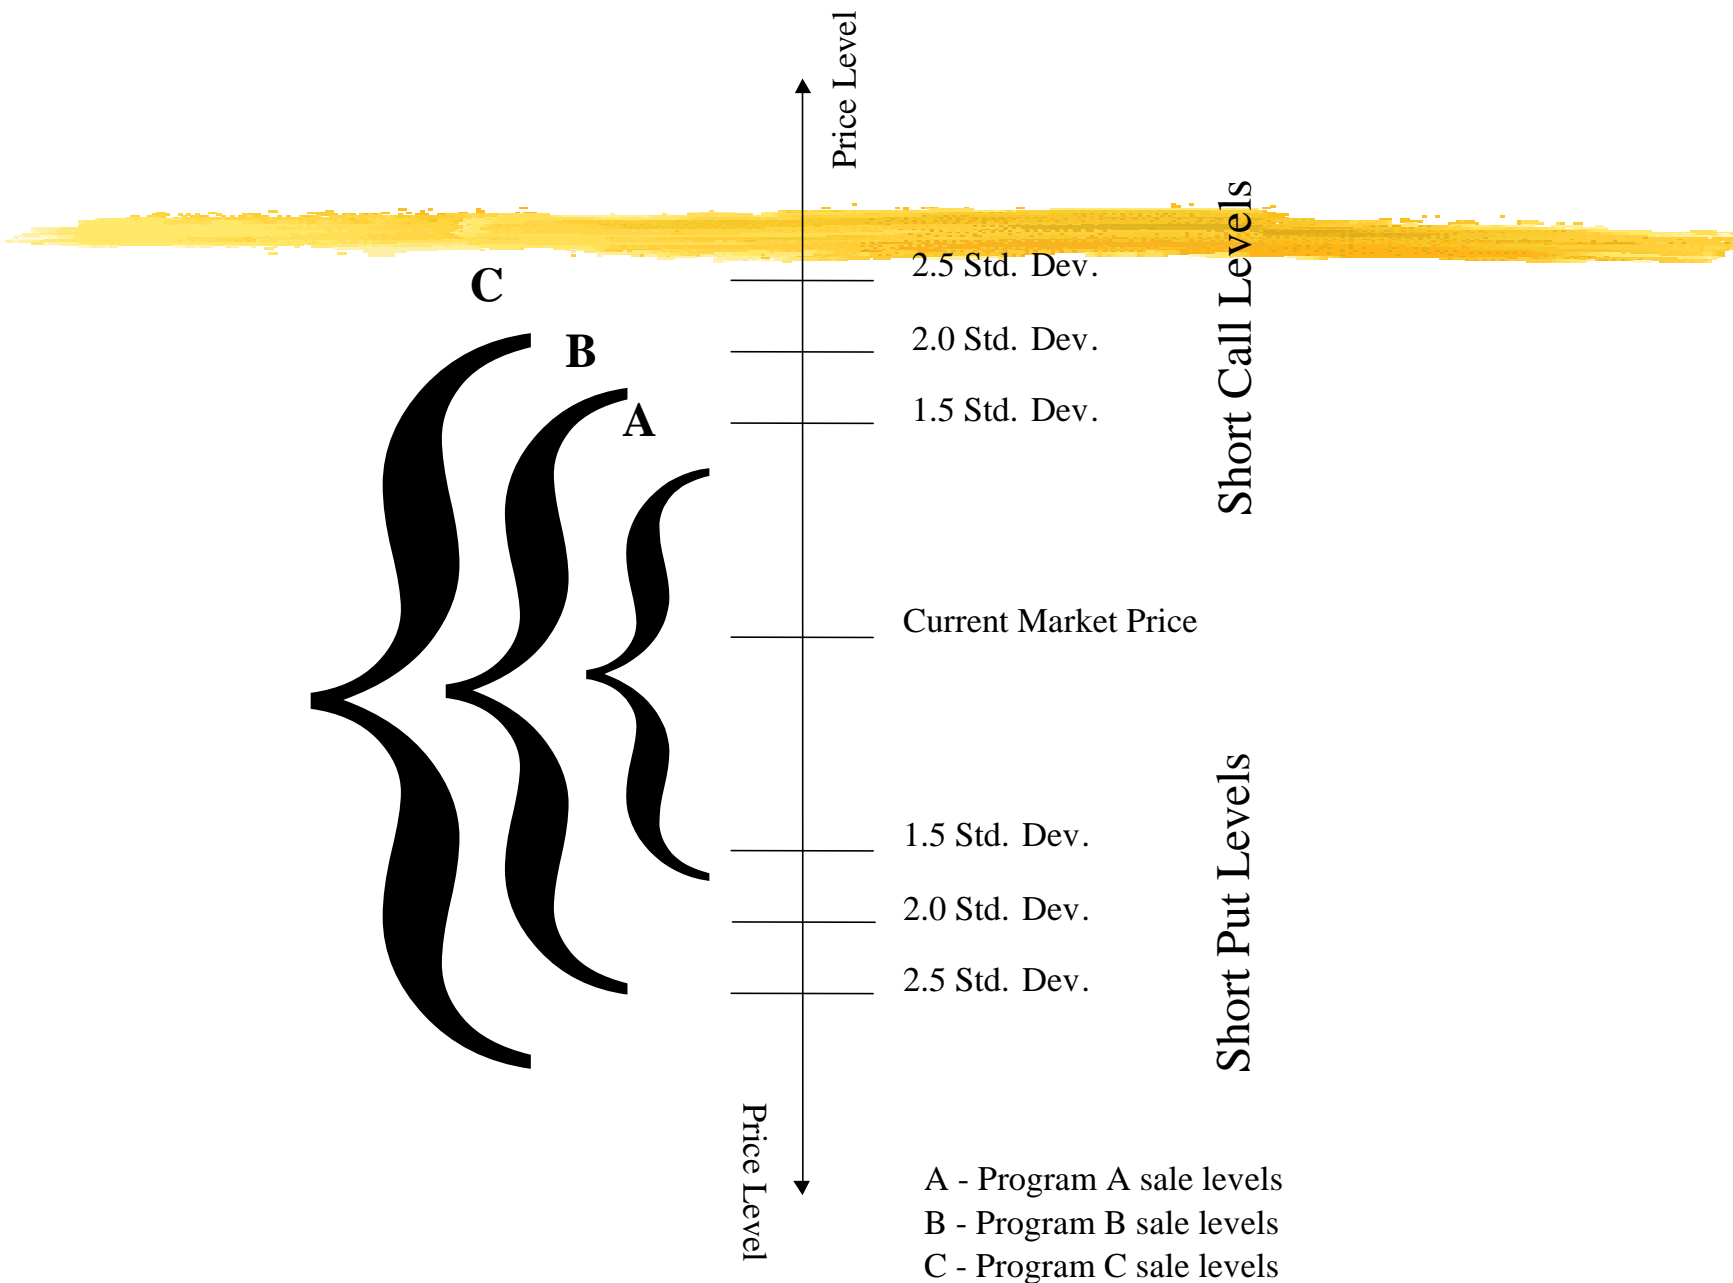 Price Level
2.5 Std. Dev.
C
2.0 Std. Dev.
B
1.5 Std. Dev.
A
Short Call Levels
Current Market Price
1.5 Std. Dev.
2.0 Std. Dev.
2.5 Std. Dev.
Short Put Levels
Price Level
A - Program A sale levels
B - Program B sale levels
C - Program C sale levels